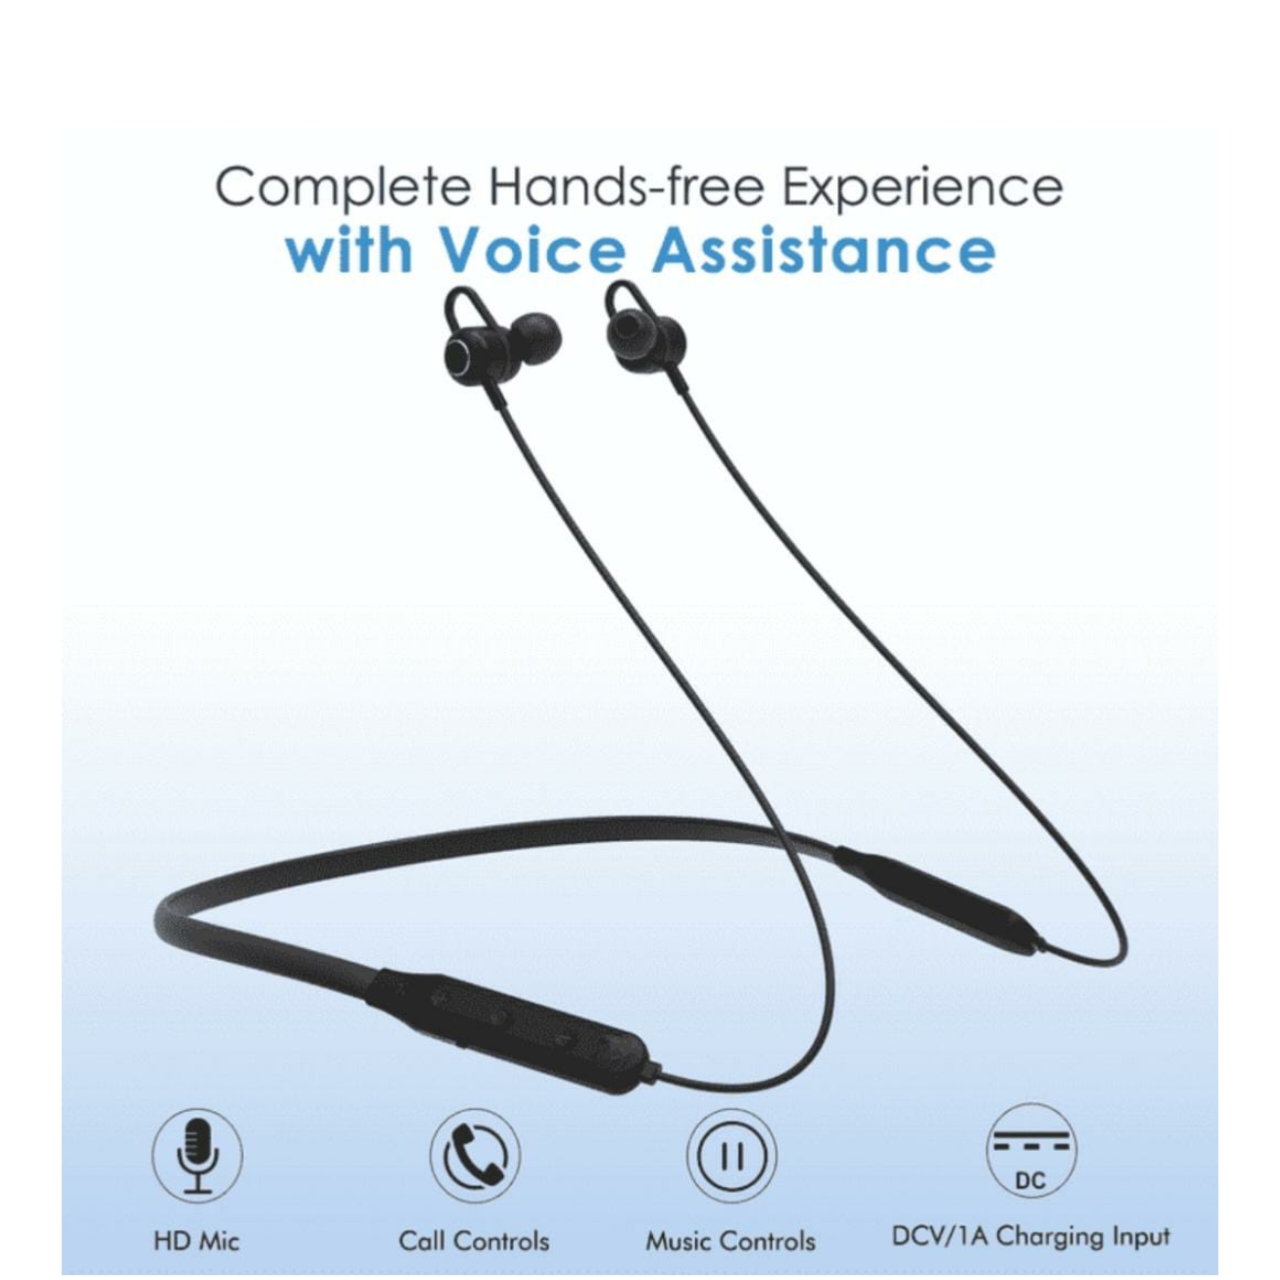 Complete Hands-free Experience
with Voice Assistance
DC
HD Mic
Call Controls
Music Controls
DCV/1A Charging Input